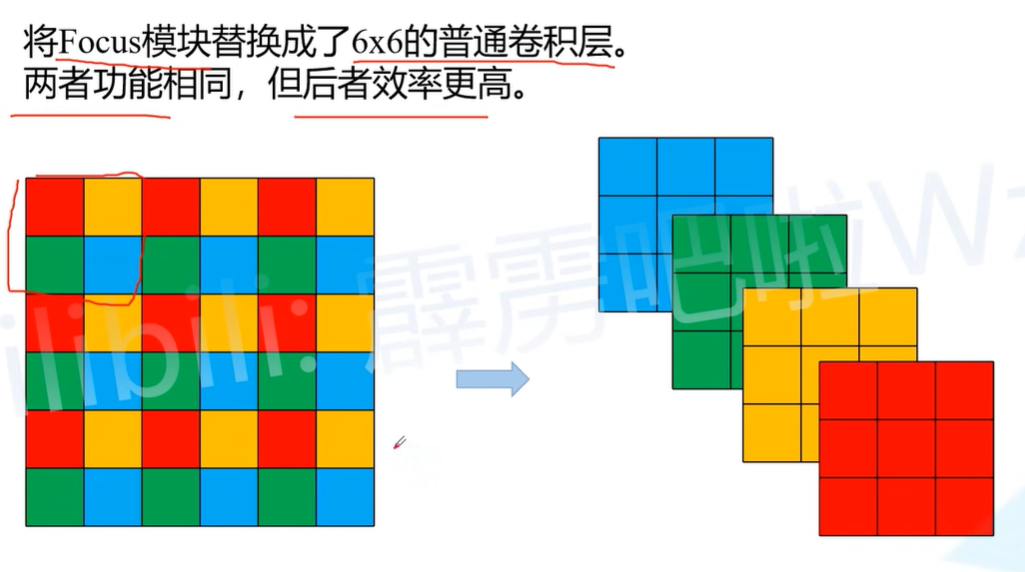 将Focus模块替换成了6x6的普通卷积层。
两者功能相同，但后者效率更高。
ilibili: 霹雳吧啦Wz